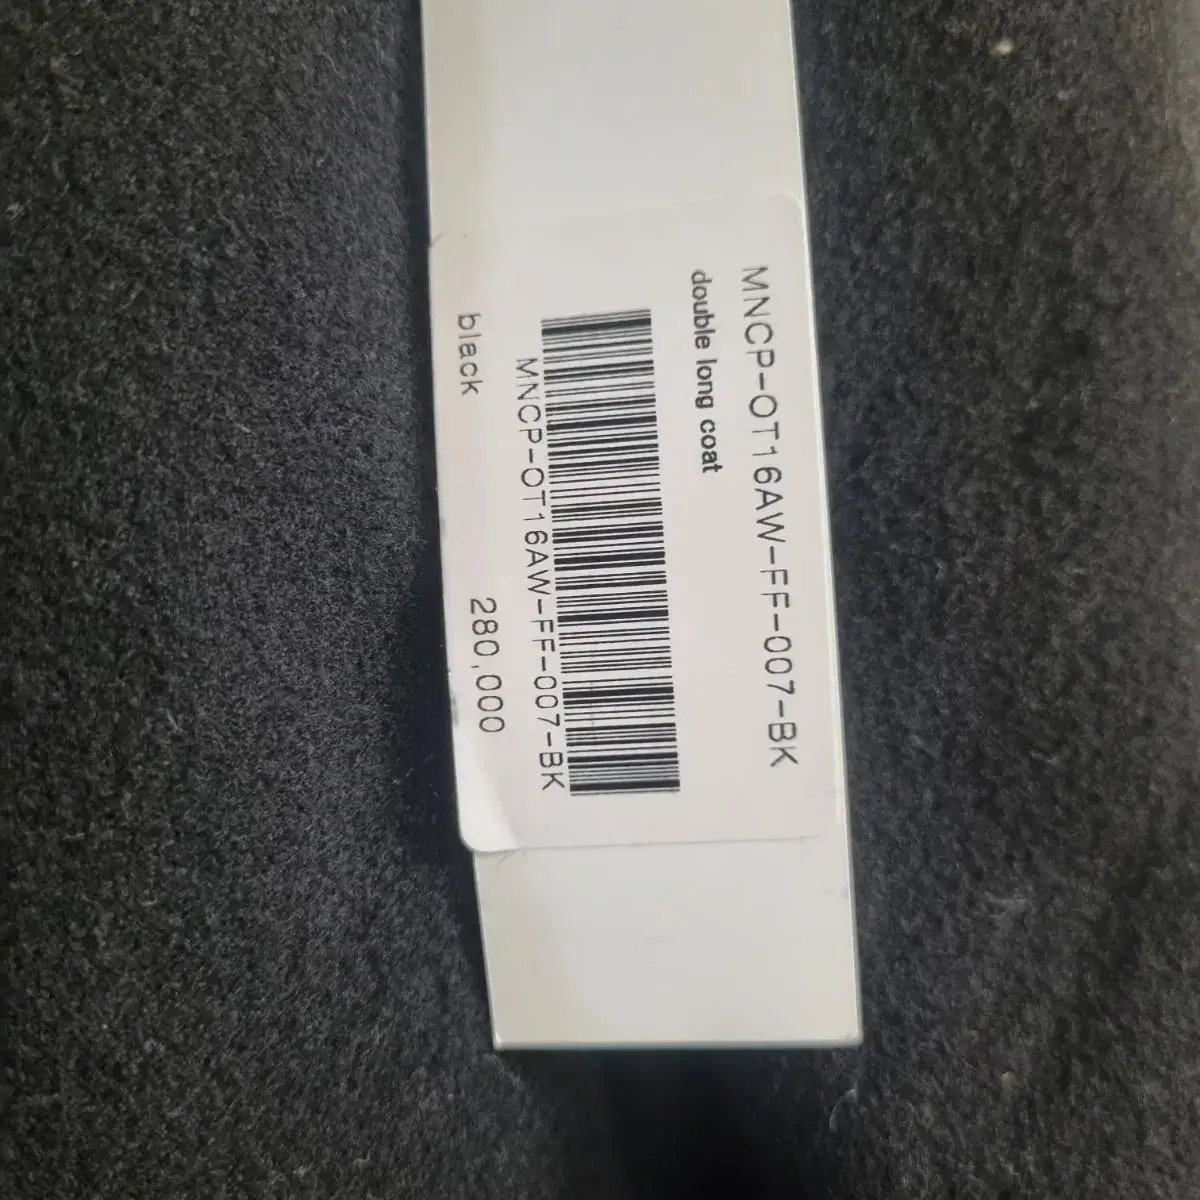 MNCP-OT16AW-FF-007-BK
double long coat
MNCP-OT16AW-FF-007-BK
black 280,000